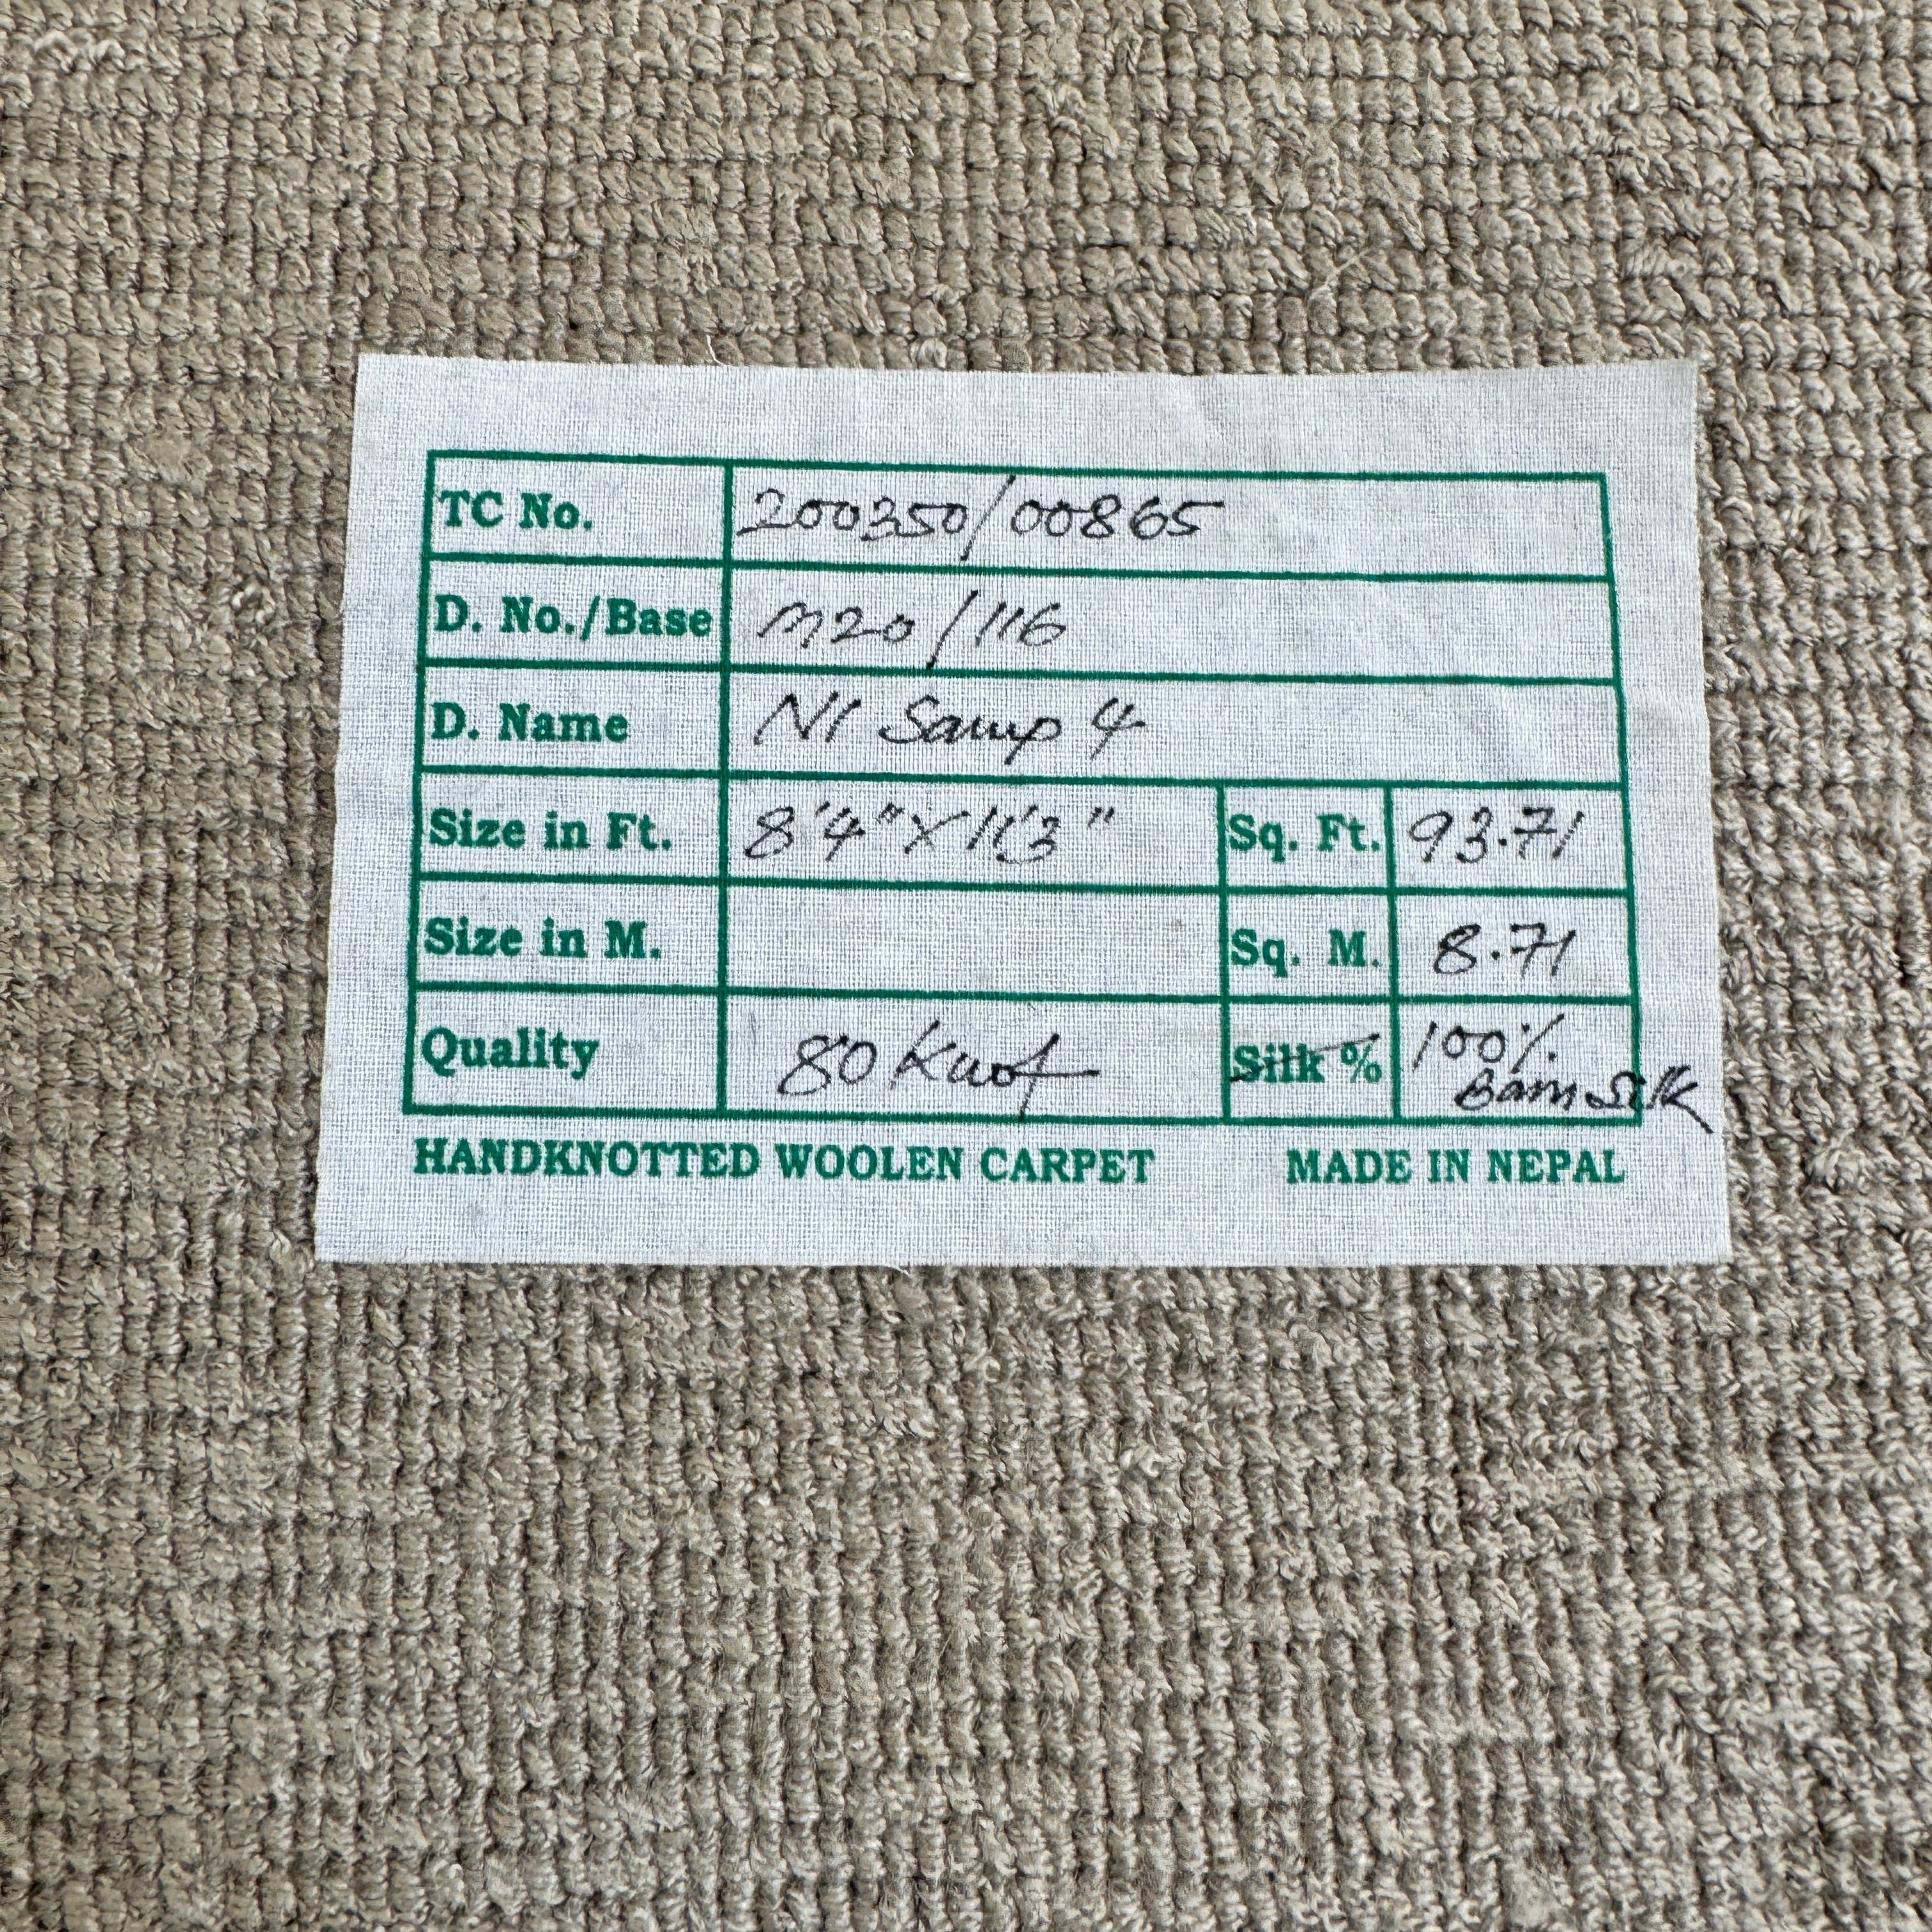 TC No. 200350/00865
D. No./Base M20/116
D. Name N1 Samp 4
Size in Ft. 8'4" X 11'3" Sq. Ft. 93.71
Size in M. Sq. M. 8.71
Quality 80 Knot Silk % 100%
Bam Silk
HANDKNOTTED WOOLEN CARPET MADE IN NEPAL